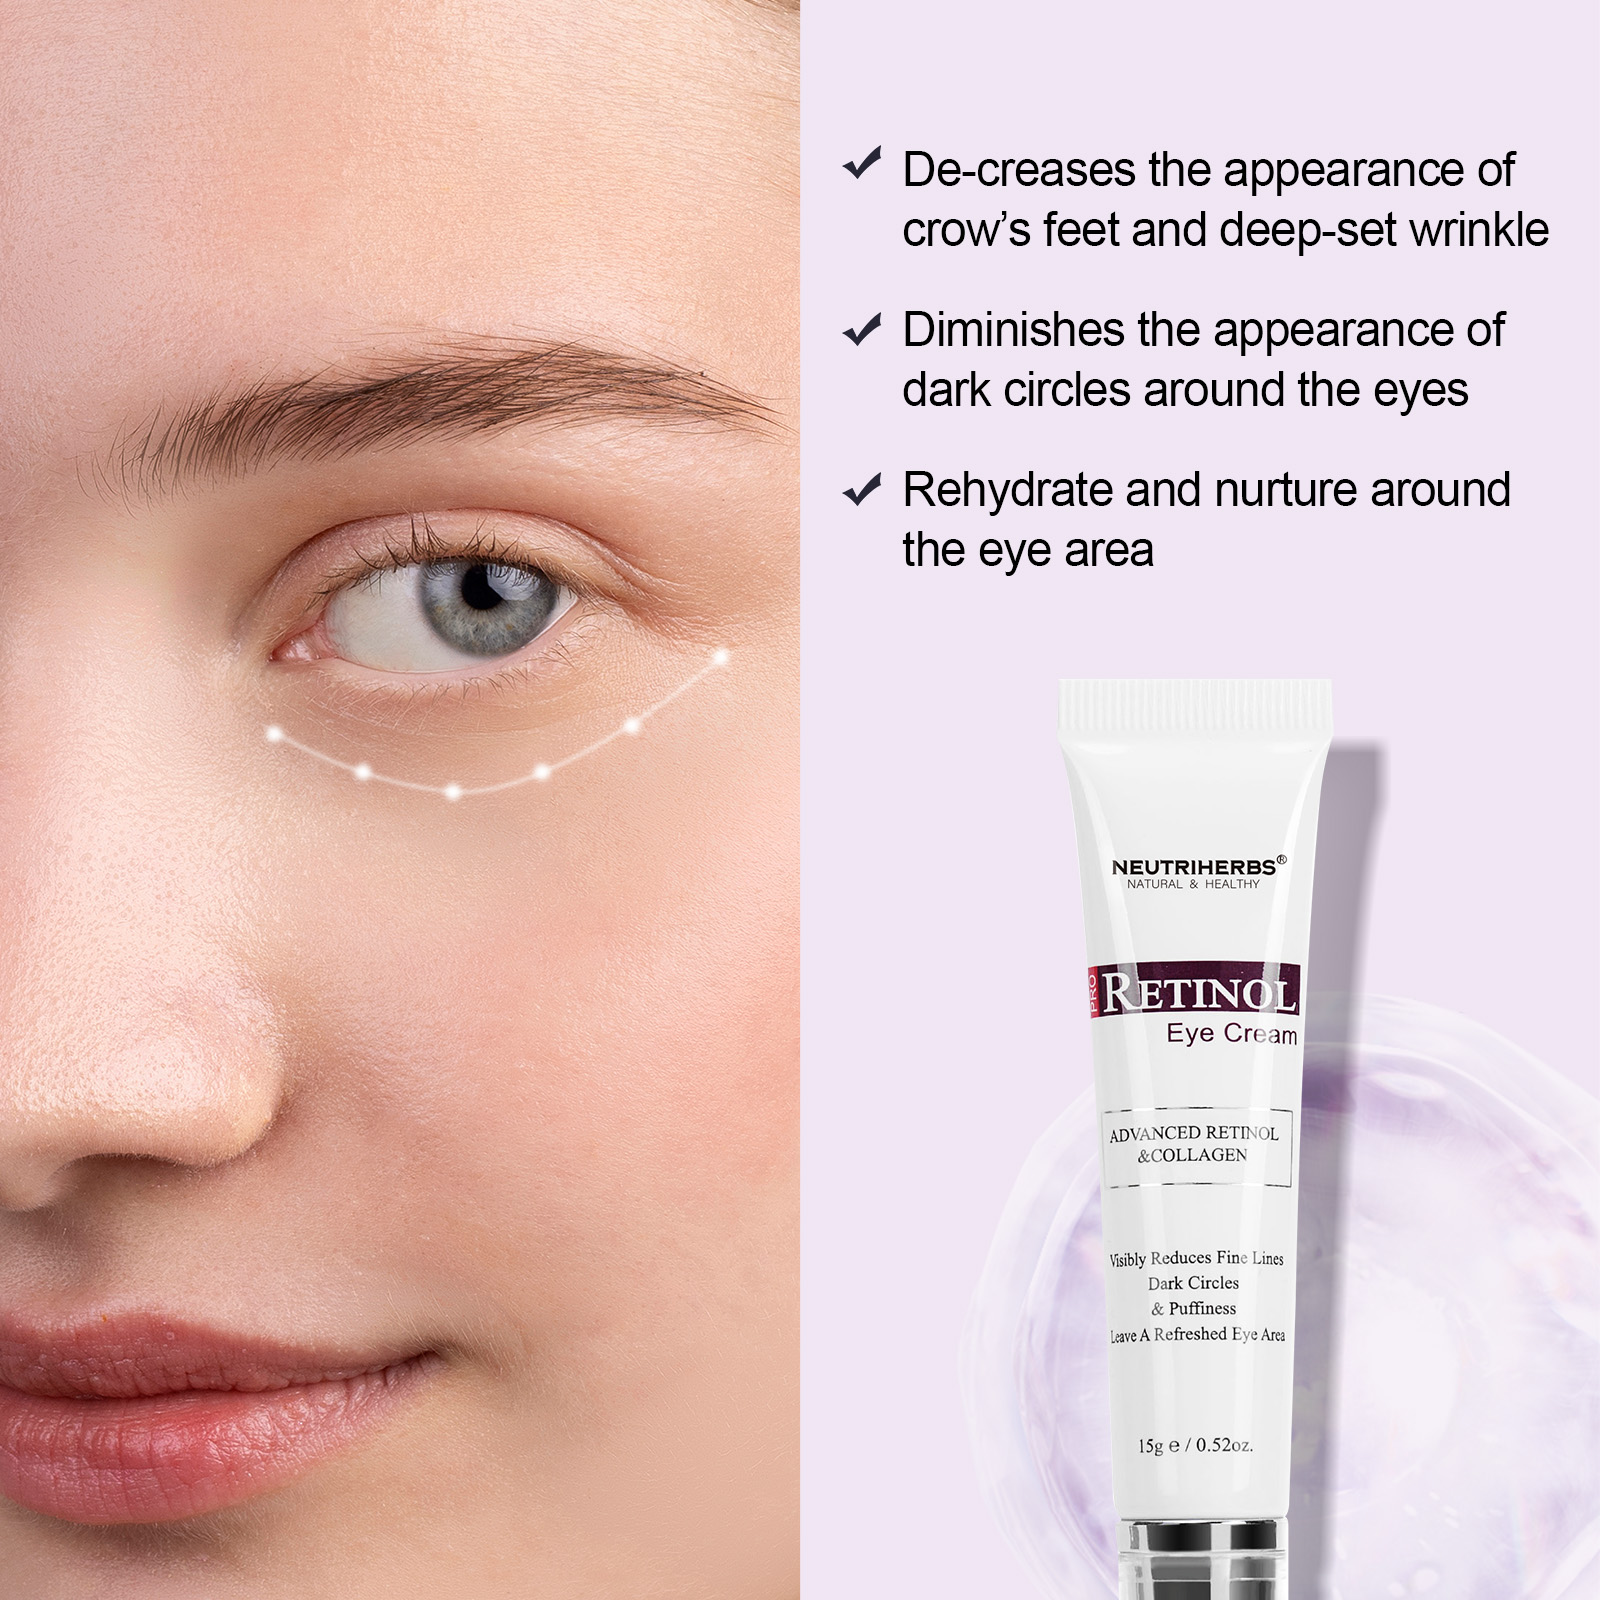 De-creases the appearance of
crow’s feet and deep-set wrinkle
Diminishes the appearance of
dark circles around the eyes
Rehydrate and nurture around
the eye area
NEUTRIHERBS®
NATURAL & HEALTHY
PRO RETINOL
Eye Cream
ADVANCED RETINOL
&COLLAGEN
Visibly Reduces Fine Lines
Dark Circles
& Puffiness
Leave A Refreshed Eye Area
15g ℮ / 0.52oz.